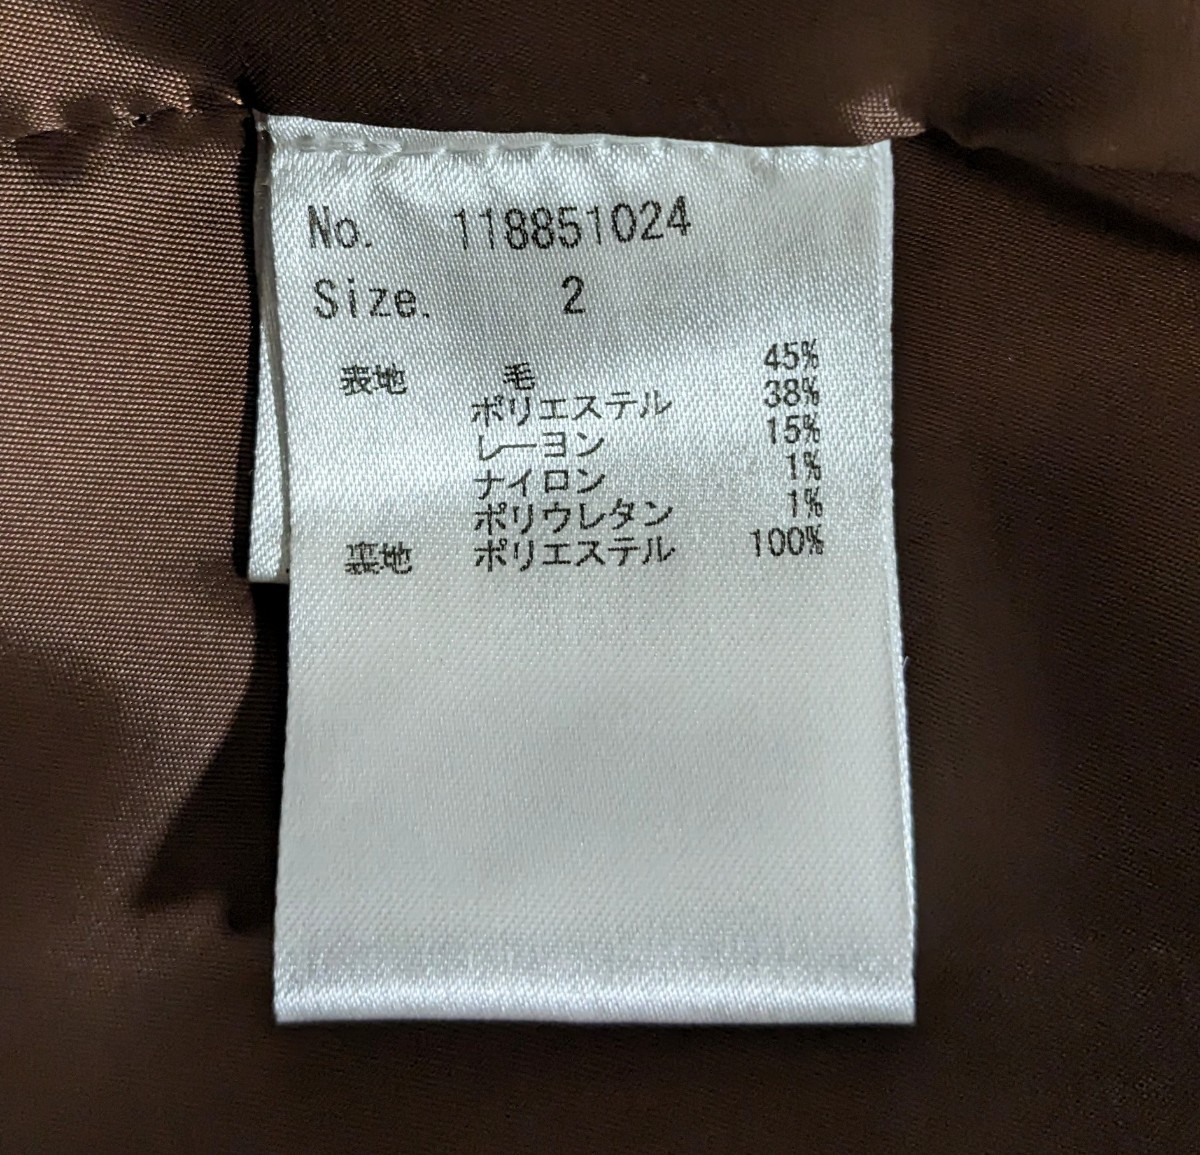 No. 118851024
Size. 2
表地 毛 45%
ポリエステル 38%
レーヨン 15%
ナイロン 1%
ポリウレタン 1%
裏地 ポリエステル 100%